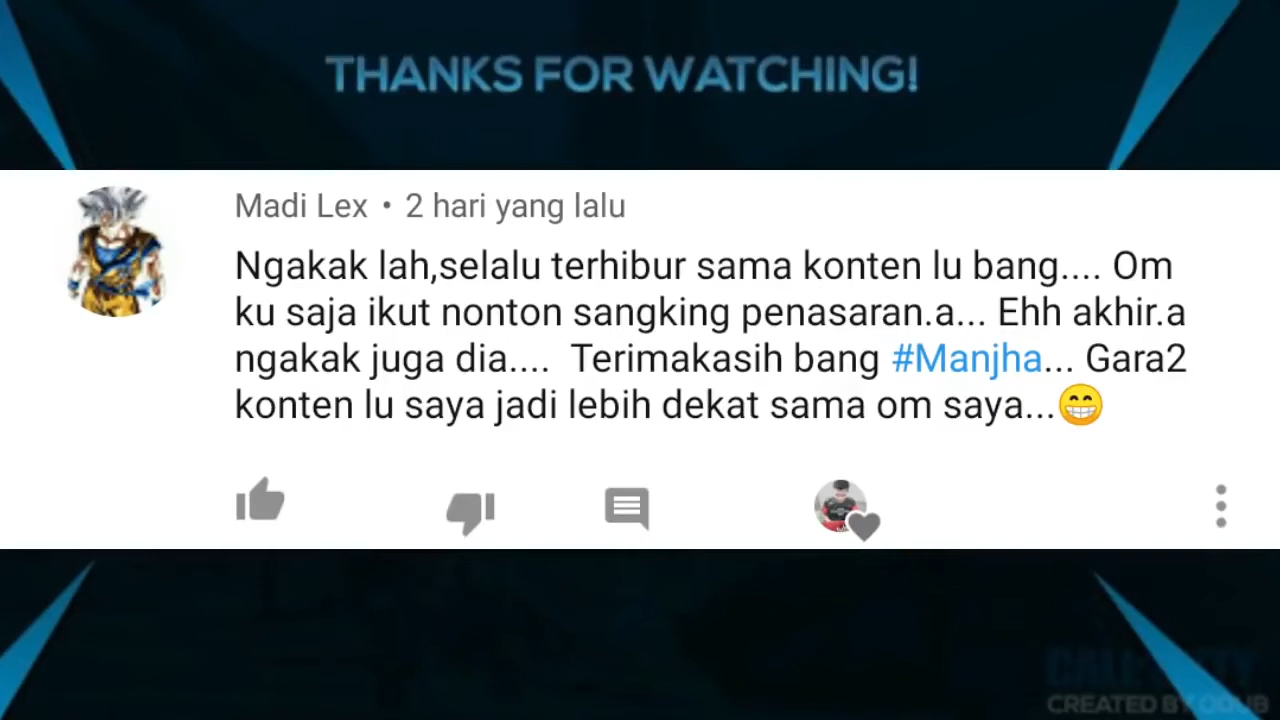 THANKS FOR WATCHING!
Madi Lex • 2 hari yang lalu
Ngakak lah,selalu terhibur sama konten lu bang.... Om
ku saja ikut nonton sangking penasaran.a... Ehh akhir.a
ngakak juga dia....  Terimakasih bang #Manjha... Gara2
konten lu saya jadi lebih dekat sama om saya...😁
CREATED BY